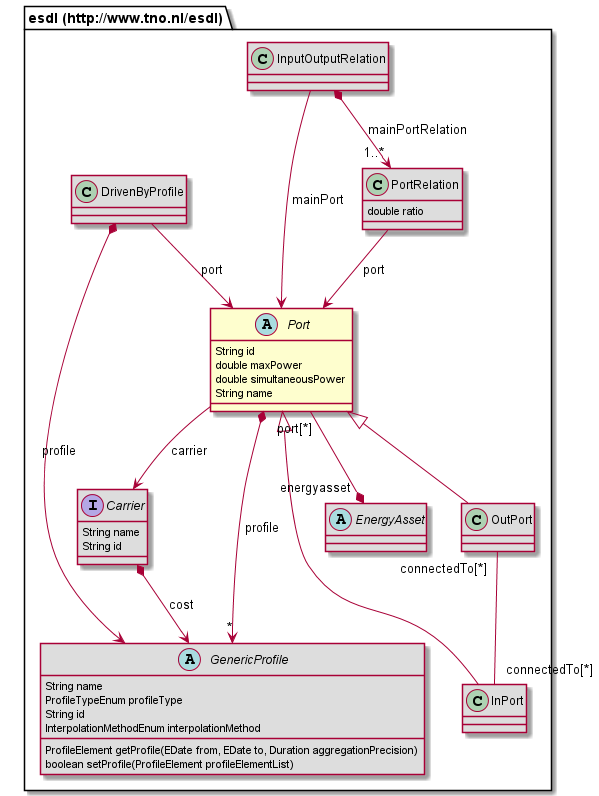 esdl (http://www.tno.nl/esdl)
C InputOutputRelation
mainPortRelation
1..*
C DrivenByProfile
C PortRelation
double ratio
mainPort
port
port
A Port
String id
double maxPower
double simultaneousPower
String name
port[*]
carrier
profile
energyasset
I Carrier
String name
String id
A EnergyAsset
C OutPort
profile
connectedTo[*]
cost
*
connectedTo[*]
A GenericProfile
String name
ProfileTypeEnum profileType
String id
InterpolationMethodEnum interpolationMethod
ProfileElement getProfile(EDate from, EDate to, Duration aggregationPrecision)
boolean setProfile(ProfileElement profileElementList)
C InPort